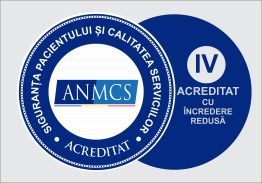 SIGURANȚA PACIENTULUI ȘI CALITATEA SERVICIILOR
ANMCS
• ACREDITAT •
IV
ACREDITAT
CU
ÎNCREDERE
REDUSĂ